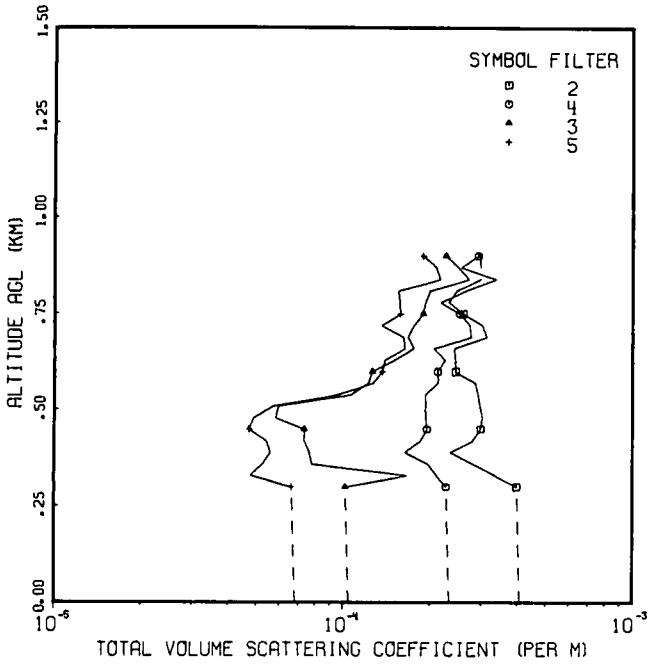 SYMBOL FILTER
2
4
3
5
ALTITUDE AGL (KM)
1.50
1.25
1.00
.75
.50
.25
0.00
10-5 10-4 10-3
TOTAL VOLUME SCATTERING COEFFICIENT (PER M)